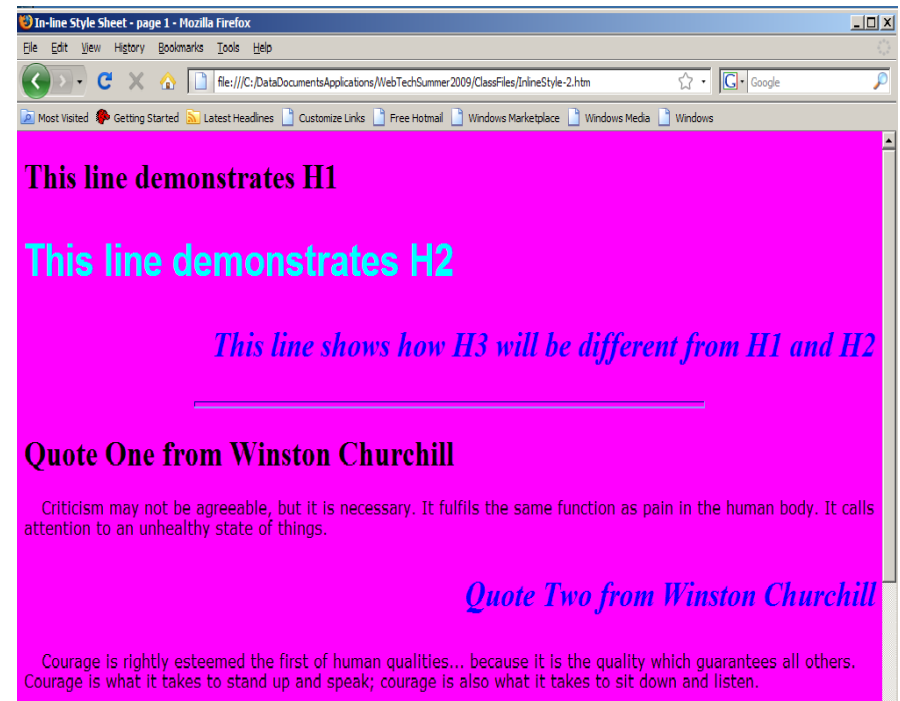 In-line Style Sheet - page 1 - Mozilla Firefox
File Edit View History Bookmarks Tools Help
file:///C:/DataDocumentsApplications/WebTechSummer2009/ClassFiles/InlineStyle-2.htm G Google
Most Visited Getting Started Latest Headlines Customize Links Free Hotmail Windows Marketplace Windows Media Windows
This line demonstrates H1
This line demonstrates H2
This line shows how H3 will be different from H1 and H2
Quote One from Winston Churchill
Criticism may not be agreeable, but it is necessary. It fulfils the same function as pain in the human body. It calls
attention to an unhealthy state of things.
Quote Two from Winston Churchill
Courage is rightly esteemed the first of human qualities... because it is the quality which guarantees all others.
Courage is what it takes to stand up and speak; courage is also what it takes to sit down and listen.